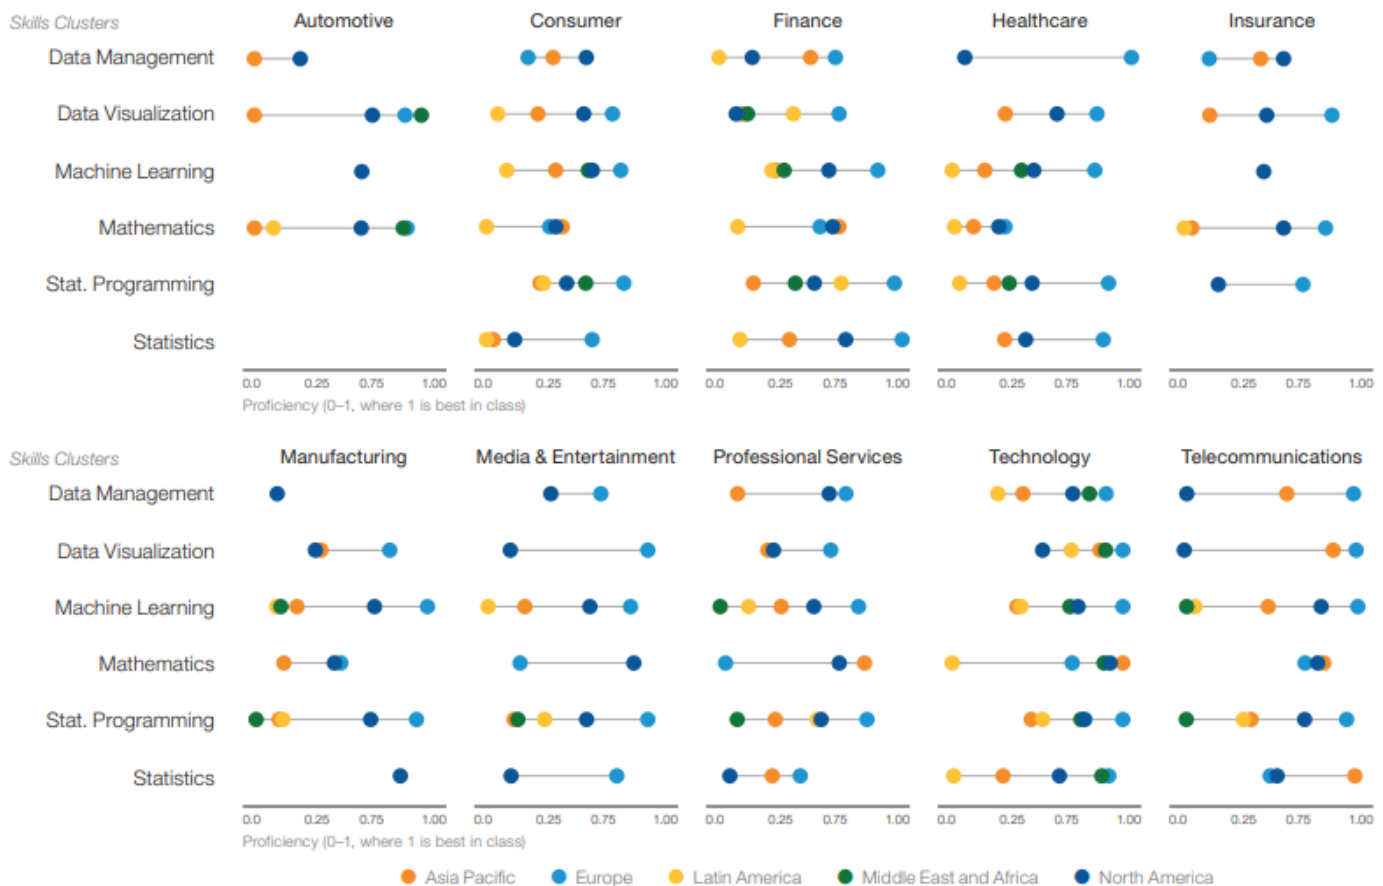 Skills Clusters Automotive Consumer Finance Healthcare Insurance
Data Management
Data Visualization
Machine Learning
Mathematics
Stat. Programming
Statistics
0.0 0.25 0.75 1.00 0.0 0.25 0.75 1.00 0.0 0.25 0.75 1.00 0.0 0.25 0.75 1.00 0.0 0.25 0.75 1.00
Proficiency (0–1, where 1 is best in class)
Skills Clusters Manufacturing Media & Entertainment Professional Services Technology Telecommunications
Data Management
Data Visualization
Machine Learning
Mathematics
Stat. Programming
Statistics
0.0 0.25 0.75 1.00 0.0 0.25 0.75 1.00 0.0 0.25 0.75 1.00 0.0 0.25 0.75 1.00 0.0 0.25 0.75 1.00
Proficiency (0–1, where 1 is best in class)
Asia Pacific Europe Latin America Middle East and Africa North America